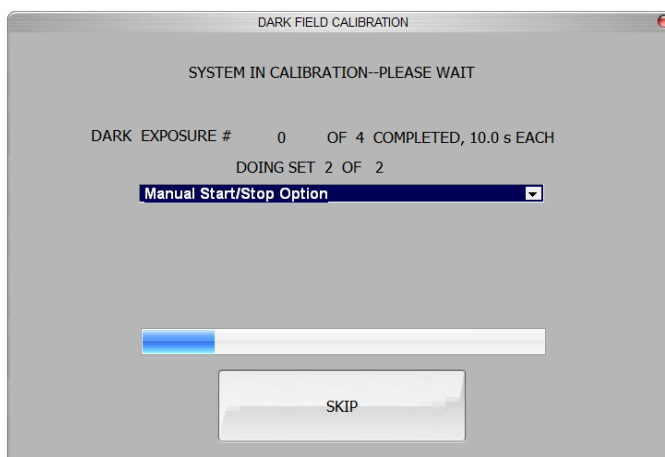 DARK FIELD CALIBRATION
SYSTEM IN CALIBRATION--PLEASE WAIT
DARK EXPOSURE # 0 OF 4 COMPLETED, 10.0 s EACH
DOING SET 2 OF 2
Manual Start/Stop Option
SKIP